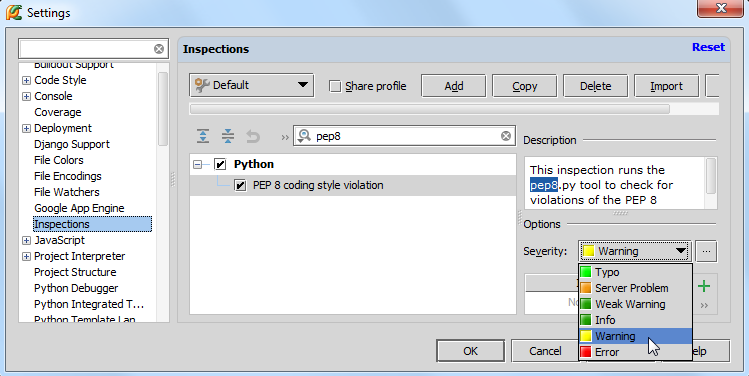 Settings
Inspections
Reset
Buildout Support
Code Style
Console
Coverage
Deployment
Django Support
File Colors
File Encodings
File Watchers
Google App Engine
Inspections
JavaScript
Project Interpreter
Project Structure
Python Debugger
Python Integrated T...
Python Template Lan
Default
Share profile
Add
Copy
Delete
Import
pep8
Python
PEP 8 coding style violation
Description
This inspection runs the
pep8.py tool to check for
violations of the PEP 8
Options
Severity:
Warning
...
Typo
Server Problem
Weak Warning
Info
Warning
Error
No
OK
Cancel
elp